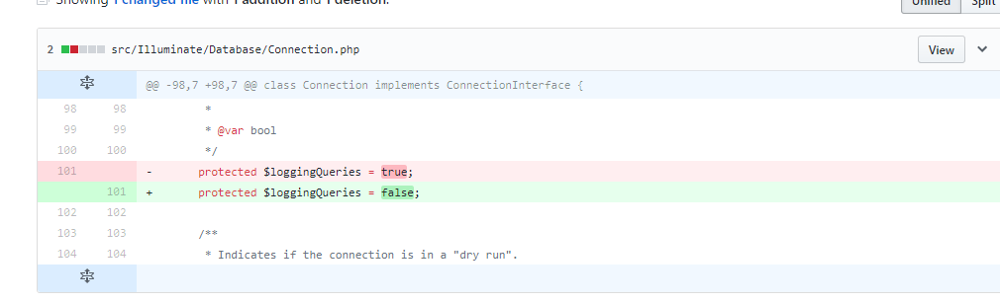 Showing 1 changed file with 1 addition and 1 deletion.
Unified Split
2 src/Illuminate/Database/Connection.php View
@@ -98,7 +98,7 @@ class Connection implements ConnectionInterface {
98 98 *
99 99 * @var bool
100 100 */
101 - protected $loggingQueries = true;
101 + protected $loggingQueries = false;
102 102
103 103 /**
104 104 * Indicates if the connection is in a "dry run".